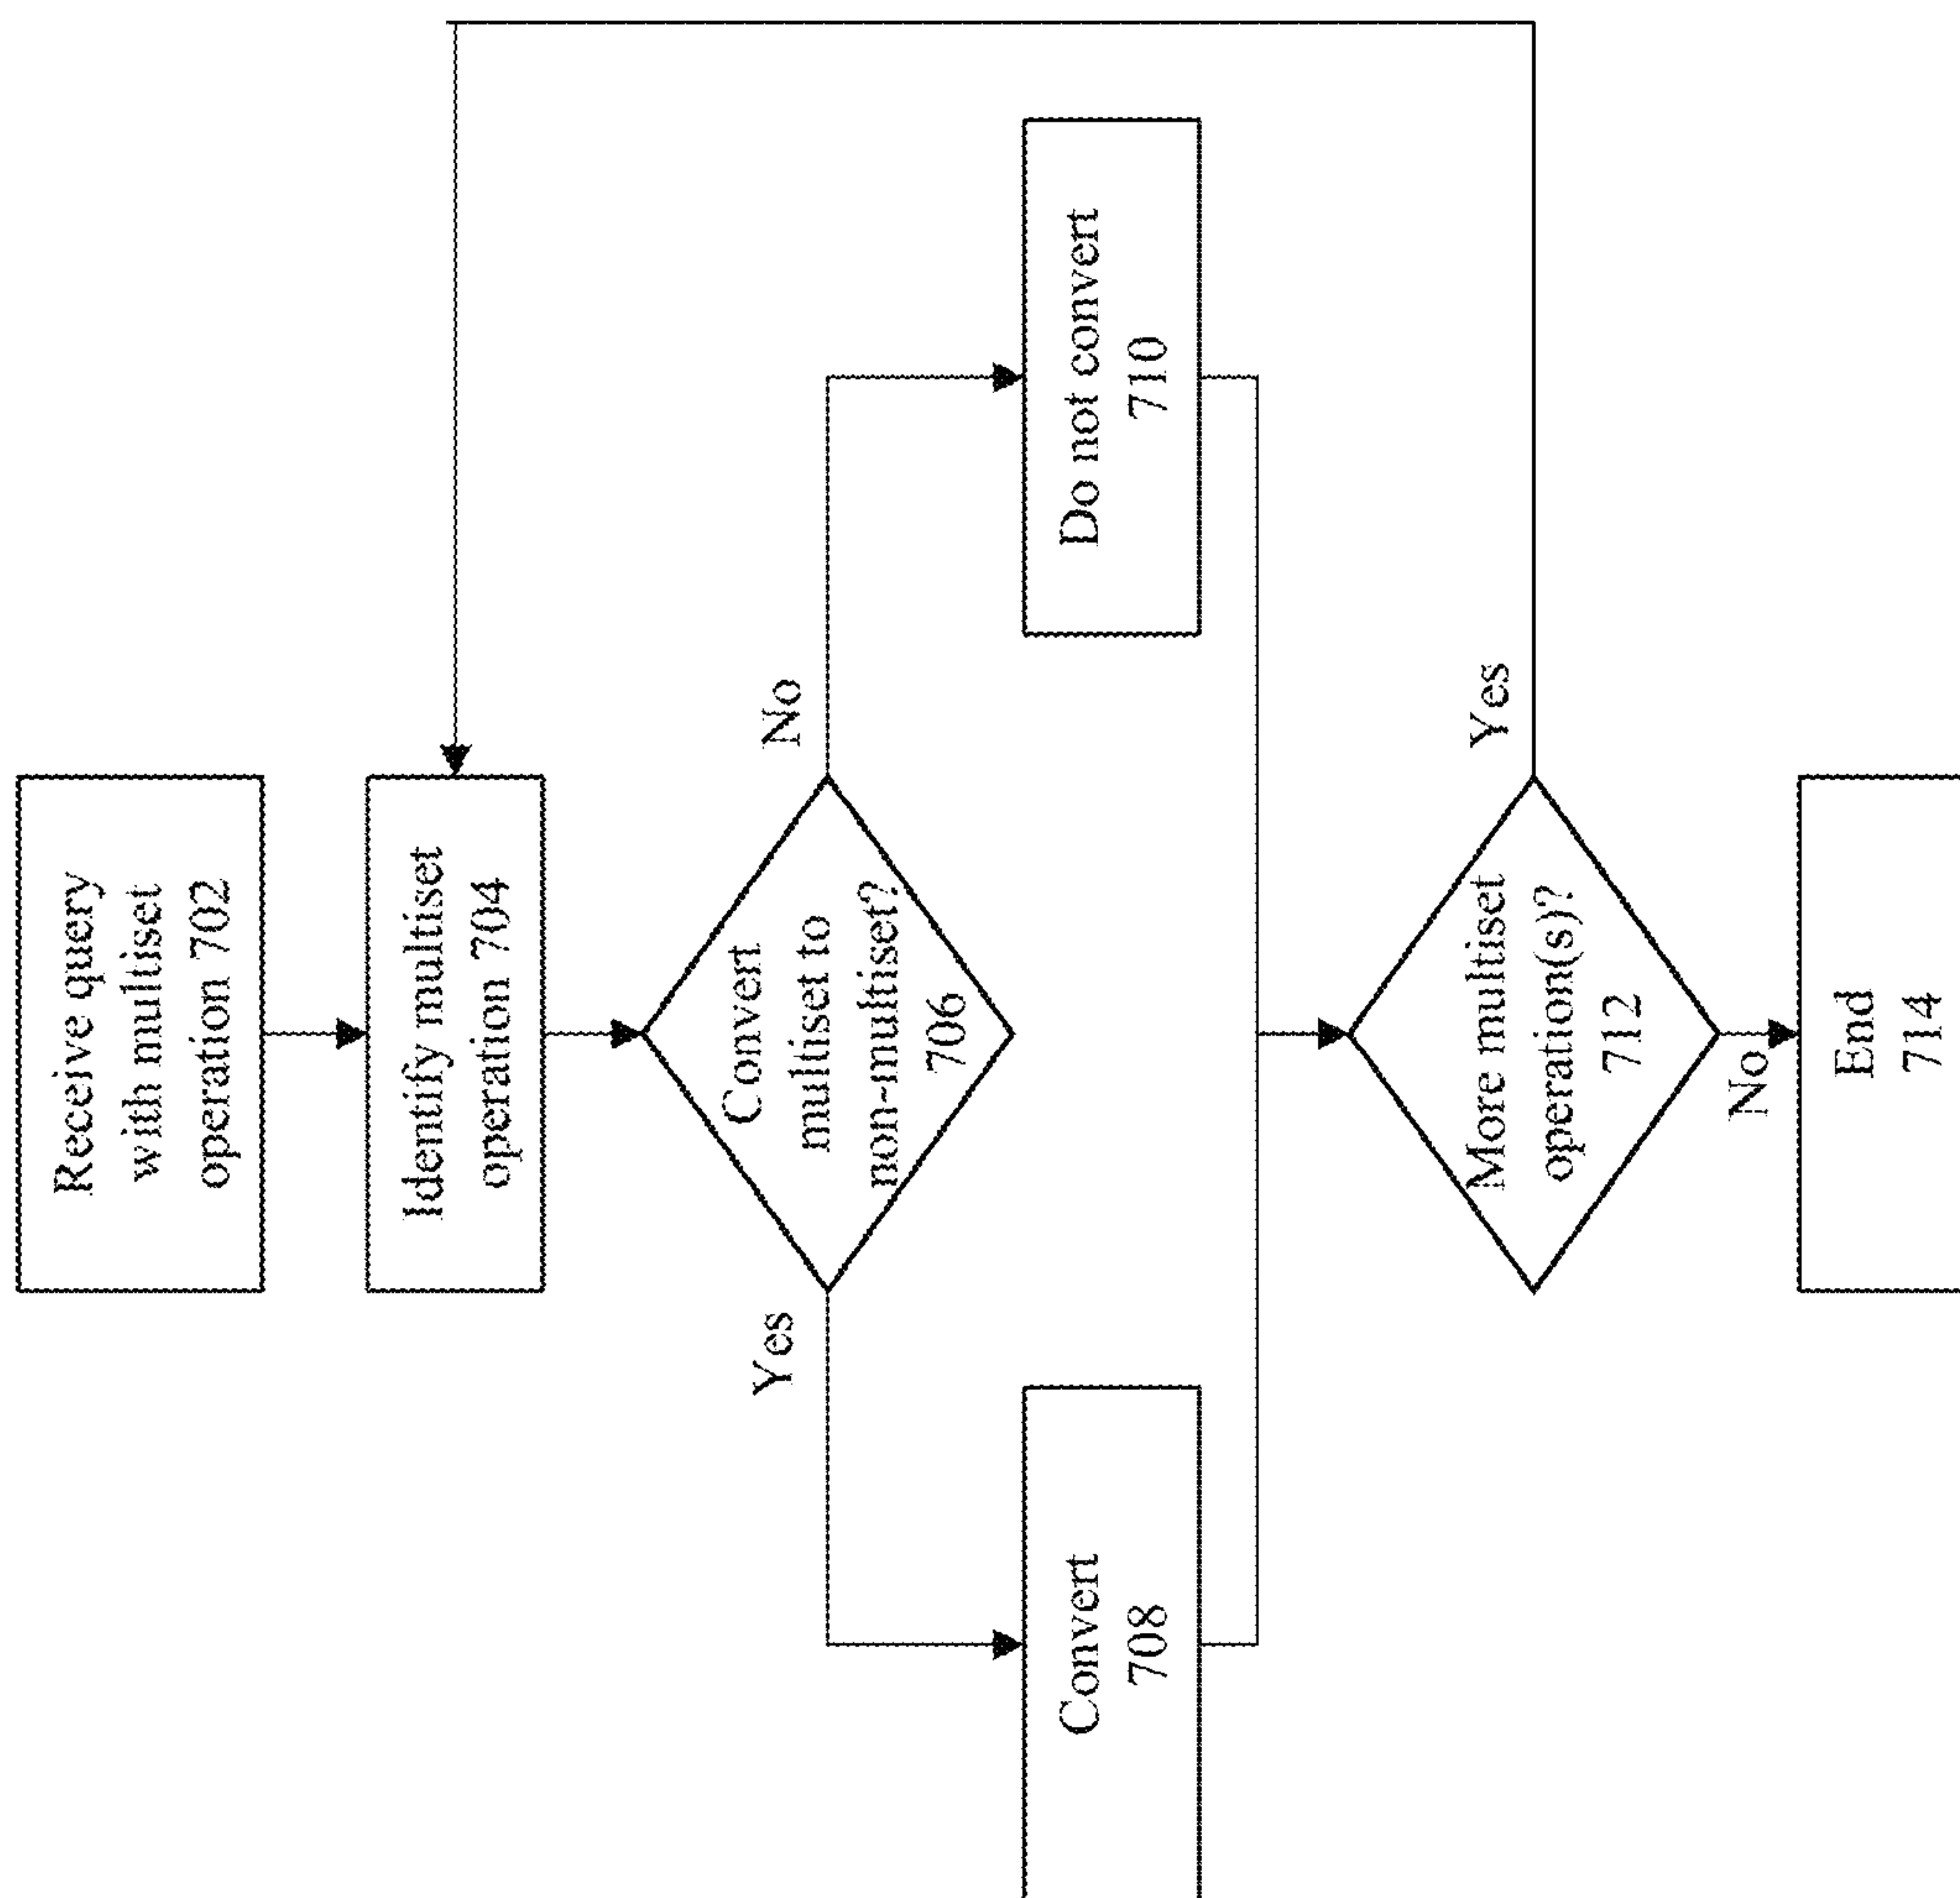 Receive query
with multiset
operation 702
Identify multiset
operation 704
Convert
multiset to
non-multiset?
706
Yes
No
Convert
708
Do not convert
710
More multiset
operation(s)?
712
Yes
No
End
714